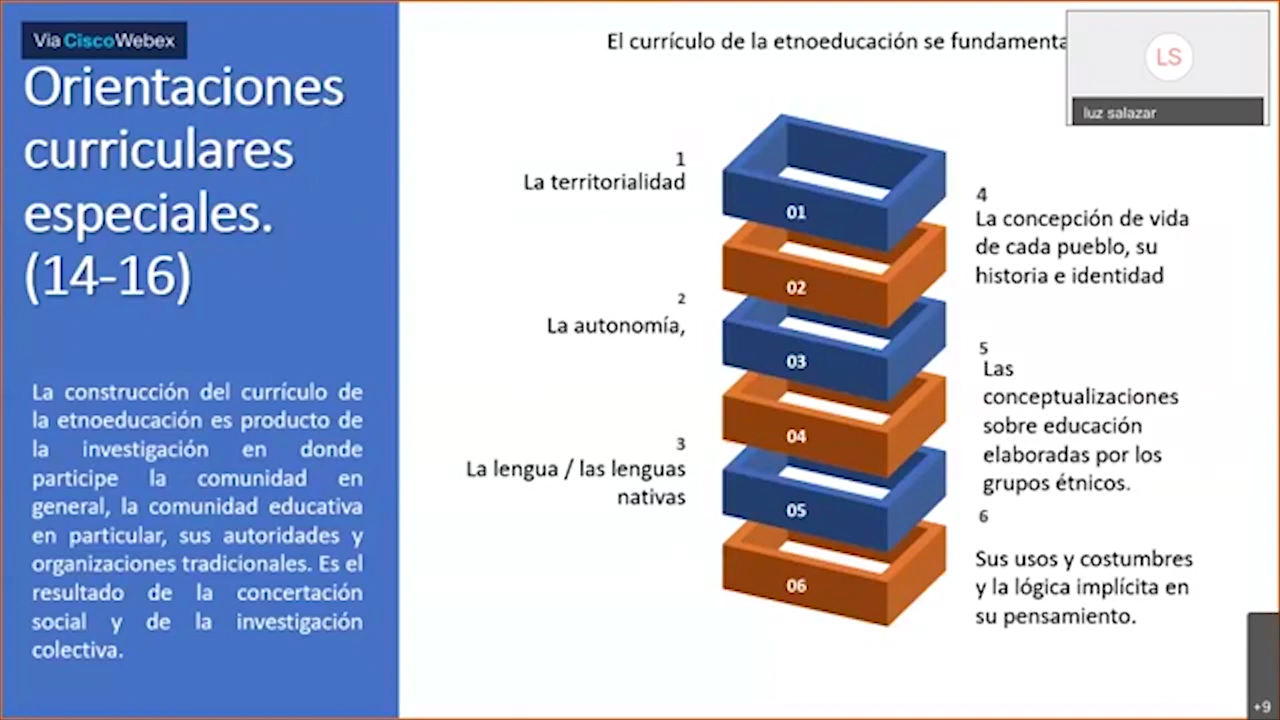 Vía CiscoWebex
Orientaciones
curriculares
especiales.
(14-16)
La construcción del currículo de
la etnoeducación es producto de
la investigación en donde
participe la comunidad en
general, la comunidad educativa
en particular, sus autoridades y
organizaciones tradicionales. Es el
resultado de la concertación
social y de la investigación
colectiva.
El currículo de la etnoeducación se fundamenta
1
La territorialidad
2
La autonomía,
3
La lengua / las lenguas
nativas
01
02
03
04
05
06
4
La concepción de vida
de cada pueblo, su
historia e identidad
5
Las
conceptualizaciones
sobre educación
elaboradas por los
grupos étnicos.
6
Sus usos y costumbres
y la lógica implícita en
su pensamiento.
LS
luz salazar
+9